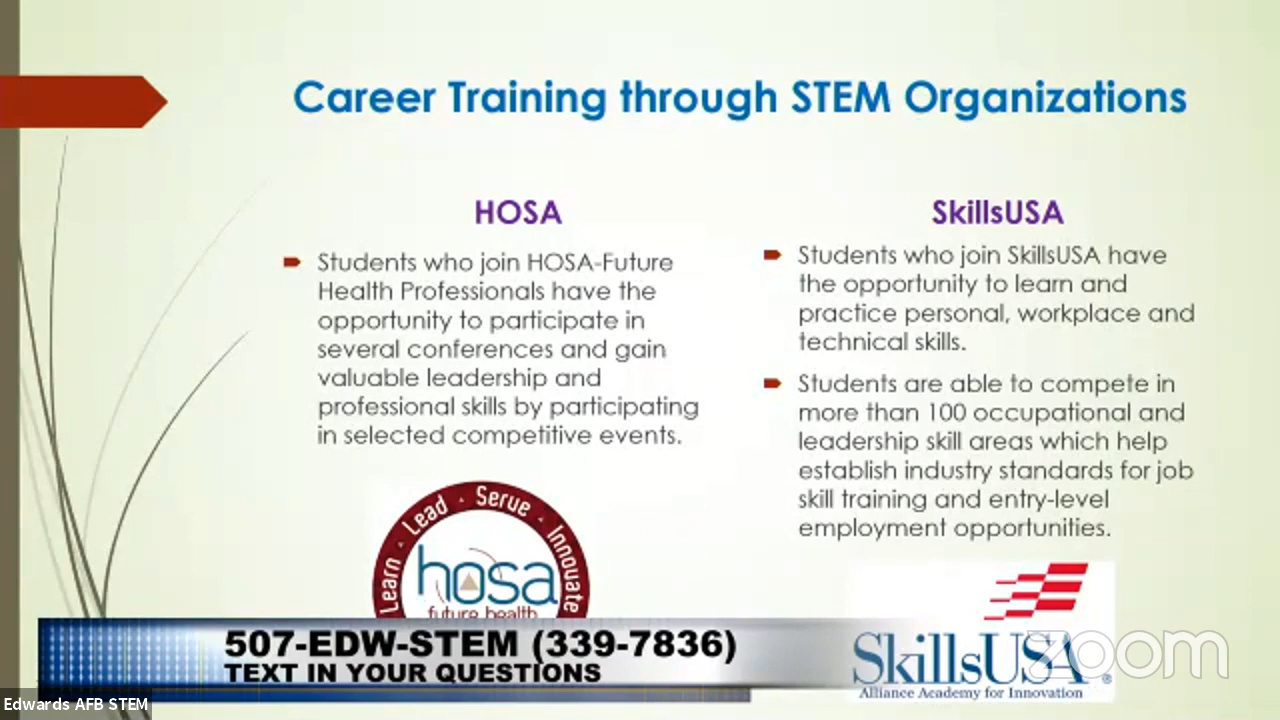 Career Training through STEM Organizations
HOSA
Students who join HOSA-Future
Health Professionals have the
opportunity to participate in
several conferences and gain
valuable leadership and
professional skills by participating
in selected competitive events.
Learn · Lead · Serve · Innovate
hosa
future health
SkillsUSA
Students who join SkillsUSA have
the opportunity to learn and
practice personal, workplace and
technical skills.
Students are able to compete in
more than 100 occupational and
leadership skill areas which help
establish industry standards for job
skill training and entry-level
employment opportunities.
SkillsUSA®
Alliance Academy for Innovation
zoom
507-EDW-STEM (339-7836)
TEXT IN YOUR QUESTIONS
Edwards AFB STEM